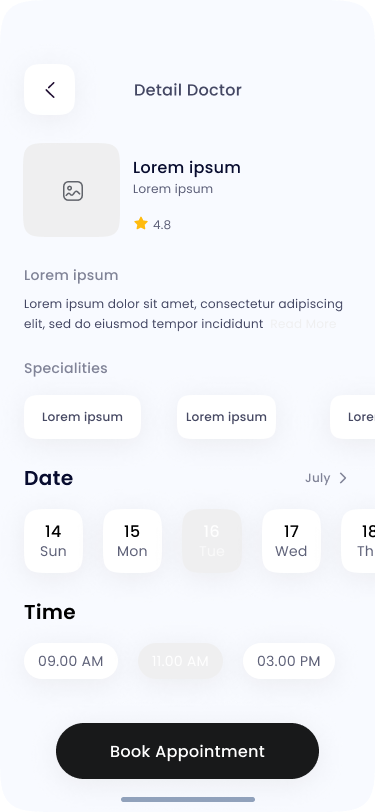 Detail Doctor
Lorem ipsum
Lorem ipsum
4.8
Lorem ipsum
Lorem ipsum dolor sit amet, consectetur adipiscing
elit, sed do eiusmod tempor incididunt Read More
Specialities
Lorem ipsum
Lorem ipsum
Lore
Date
July
14
Sun
15
Mon
16
Tue
17
Wed
18
Th
Time
09.00 AM
11.00 AM
03.00 PM
Book Appointment